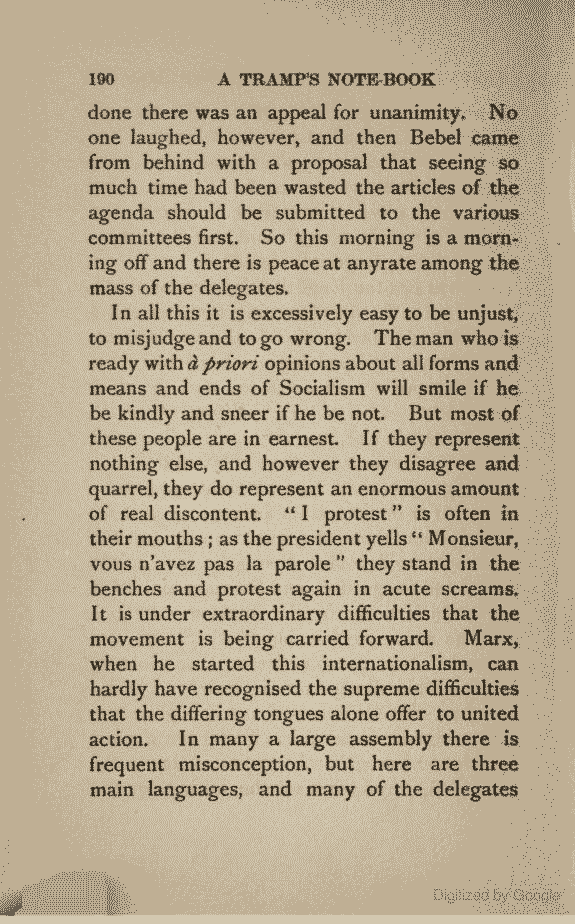 190 A TRAMP'S NOTE-BOOK
done there was an appeal for unanimity. No
one laughed, however, and then Bebel came
from behind with a proposal that seeing so
much time had been wasted the articles of the
agenda should be submitted to the various
committees first. So this morning is a morn-
ing off and there is peace at anyrate among the
mass of the delegates.
In all this it is excessively easy to be unjust,
to misjudge and to go wrong. The man who is
ready with à priori opinions about all forms and
means and ends of Socialism will smile if he
be kindly and sneer if he be not. But most of
these people are in earnest. If they represent
nothing else, and however they disagree and
quarrel, they do represent an enormous amount
of real discontent. "I protest" is often in
their mouths; as the president yells "Monsieur,
vous n'avez pas la parole" they stand in the
benches and protest again in acute screams.
It is under extraordinary difficulties that the
movement is being carried forward. Marx,
when he started this internationalism, can
hardly have recognised the supreme difficulties
that the differing tongues alone offer to united
action. In many a large assembly there is
frequent misconception, but here are three
main languages, and many of the delegates
Digitized by Google